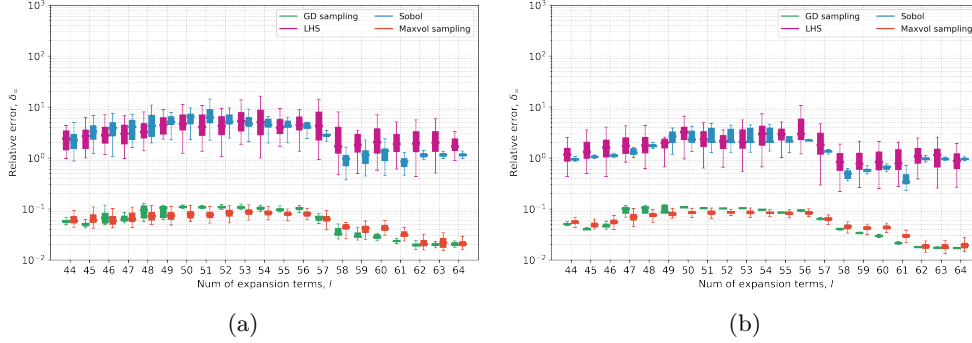 GD sampling
LHS
Sobol
Maxvol sampling
Relative error, δ∞
10³
10²
10¹
10⁰
10⁻¹
10⁻²
44 45 46 47 48 49 50 51 52 53 54 55 56 57 58 59 60 61 62 63 64
Num of expansion terms, l
(a)
GD sampling
LHS
Sobol
Maxvol sampling
Relative error, δ∞
10³
10²
10¹
10⁰
10⁻¹
10⁻²
44 45 46 47 48 49 50 51 52 53 54 55 56 57 58 59 60 61 62 63 64
Num of expansion terms, l
(b)